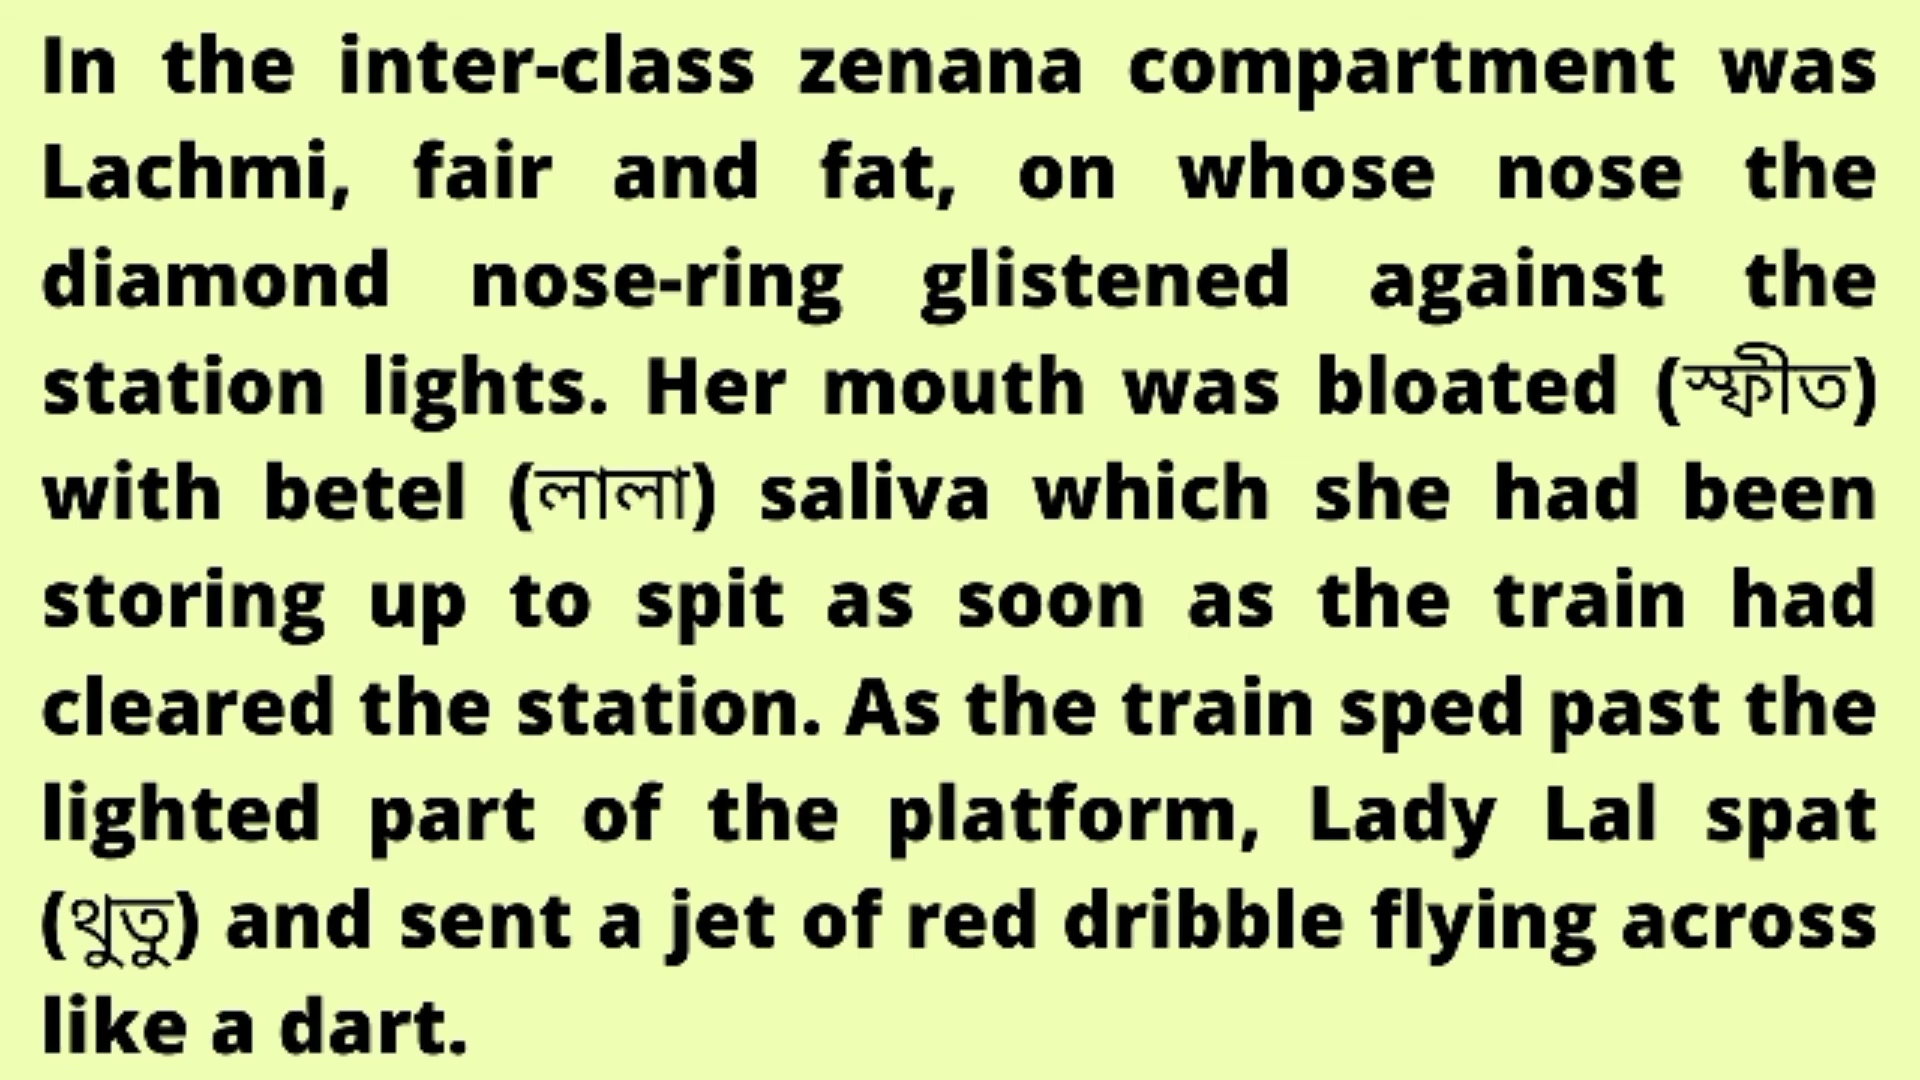 In the inter-class zenana compartment was
Lachmi, fair and fat, on whose nose the
diamond nose-ring glistened against the
station lights. Her mouth was bloated (স্ফীত)
with betel (লালা) saliva which she had been
storing up to spit as soon as the train had
cleared the station. As the train sped past the
lighted part of the platform, Lady Lal spat
(থুতু) and sent a jet of red dribble flying across
like a dart.